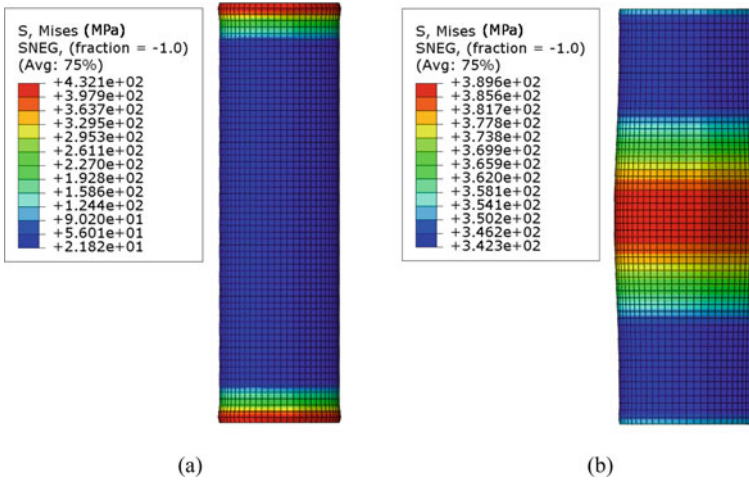 S, Mises (MPa)
SNEG, (fraction = -1.0)
(Avg: 75%)
+4.321e+02
+3.979e+02
+3.637e+02
+3.295e+02
+2.953e+02
+2.611e+02
+2.270e+02
+1.928e+02
+1.586e+02
+1.244e+02
+9.020e+01
+5.601e+01
+2.182e+01
(a)
S, Mises (MPa)
SNEG, (fraction = -1.0)
(Avg: 75%)
+3.896e+02
+3.856e+02
+3.817e+02
+3.778e+02
+3.738e+02
+3.699e+02
+3.659e+02
+3.620e+02
+3.581e+02
+3.541e+02
+3.502e+02
+3.462e+02
+3.423e+02
(b)